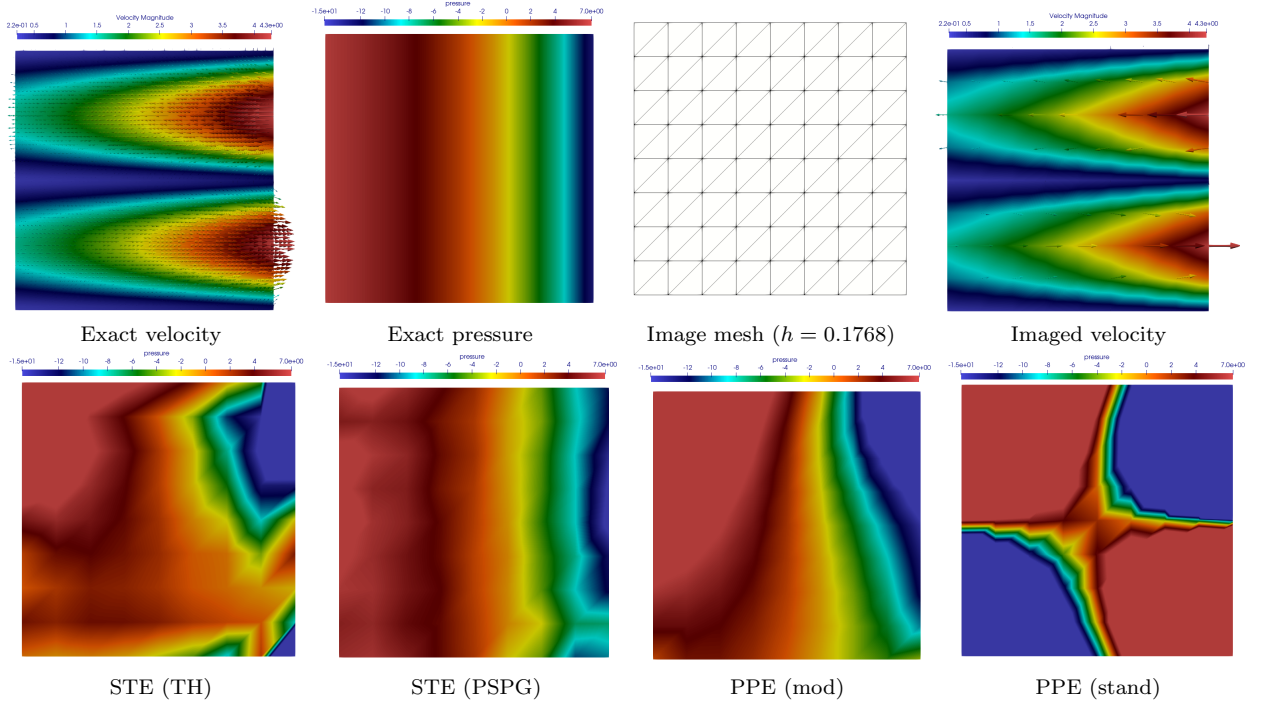 Velocity Magnitude
2.2e-01 0.5 1 1.5 2 2.5 3 3.5 4 4.3e+00
pressure
-1.5e+01 -12 -10 -8 -6 -4 -2 0 2 4 7.0e+00
Velocity Magnitude
2.2e-01 0.5 1 1.5 2 2.5 3 3.5 4 4.3e+00
Exact velocity
Exact pressure
Image mesh (h = 0.1768)
Imaged velocity
pressure
-1.5e+01 -12 -10 -8 -6 -4 -2 0 2 4 7.0e+00
pressure
-1.5e+01 -12 -10 -8 -6 -4 -2 0 2 4 7.0e+00
pressure
-1.5e+01 -12 -10 -8 -6 -4 -2 0 2 4 7.0e+00
pressure
-1.5e+01 -12 -10 -8 -6 -4 -2 0 2 4 7.0e+00
STE (TH)
STE (PSPG)
PPE (mod)
PPE (stand)